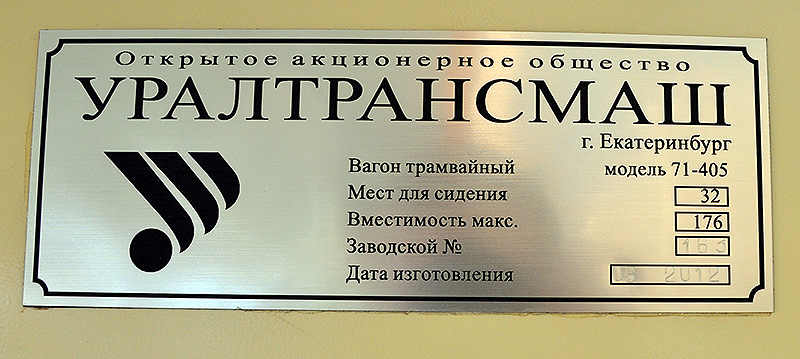 Открытое акционерное общество
УРАЛТРАНСМАШ
г. Екатеринбург
Вагон трамвайный модель 71-405
Мест для сидения 32
Вместимость макс. 176
Заводской № 163
Дата изготовления 2012